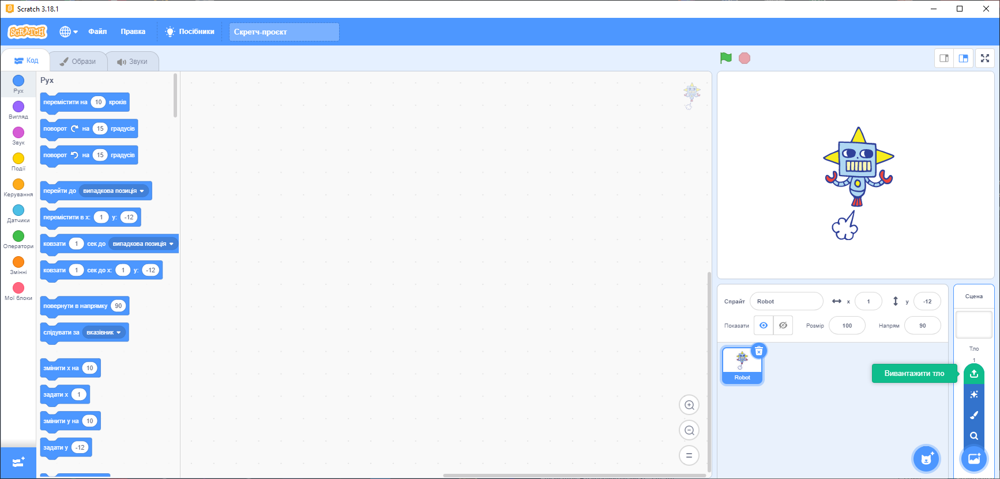 Scratch 3.18.1
SCRATCH
Файл
Правка
Посібники
Скретч-проєкт
Код
Образи
Звуки
Рух
Вигляд
Звук
Події
Керування
Датчики
Оператори
Змінні
Мої блоки
Рух
перемістити на 10 кроків
поворот на 15 градусів
поворот на 15 градусів
перейти до випадкова позиція
перемістити в x: 1 y: -12
ковзати 1 сек до випадкова позиція
ковзати 1 сек до x: 1 y: -12
повернути в напрямку 90
слідувати за вказівник
змінити x на 10
задати x 1
змінити y на 10
задати y -12
Спрайт Robot x 1 y -12
Показати Розмір 100 Напрям 90
Robot
Сцена
Тло
1
Вивантажити тло